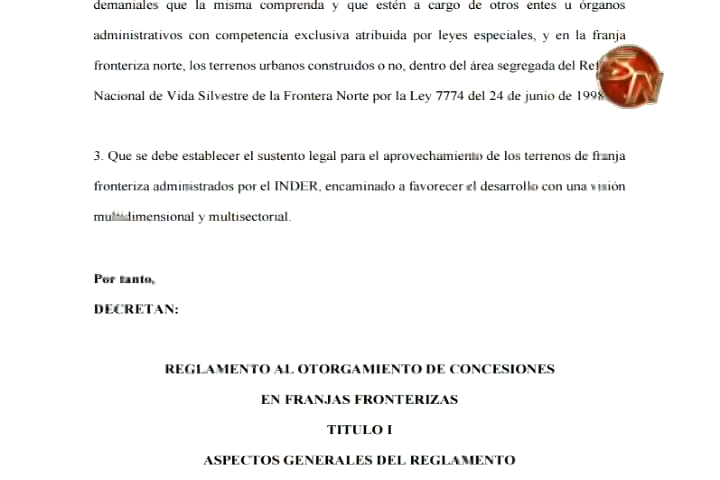 demaniales que la misma comprenda y que estén a cargo de otros entes u órganos
administrativos con competencia exclusiva atribuida por leyes especiales, y en la franja
fronteriza norte, los terrenos urbanos construidos o no, dentro del área segregada del Ref
Nacional de Vida Silvestre de la Frontera Norte por la Ley 7774 del 24 de junio de 1998
SN
3. Que se debe establecer el sustento legal para el aprovechamiento de los terrenos de franja
fronteriza administrados por el INDER, encaminado a favorecer el desarrollo con una visión
multidimensional y multisectorial.
Por tanto,
DECRETAN:
REGLAMENTO AL OTORGAMIENTO DE CONCESIONES
EN FRANJAS FRONTERIZAS
TITULO I
ASPECTOS GENERALES DEL REGLAMENTO